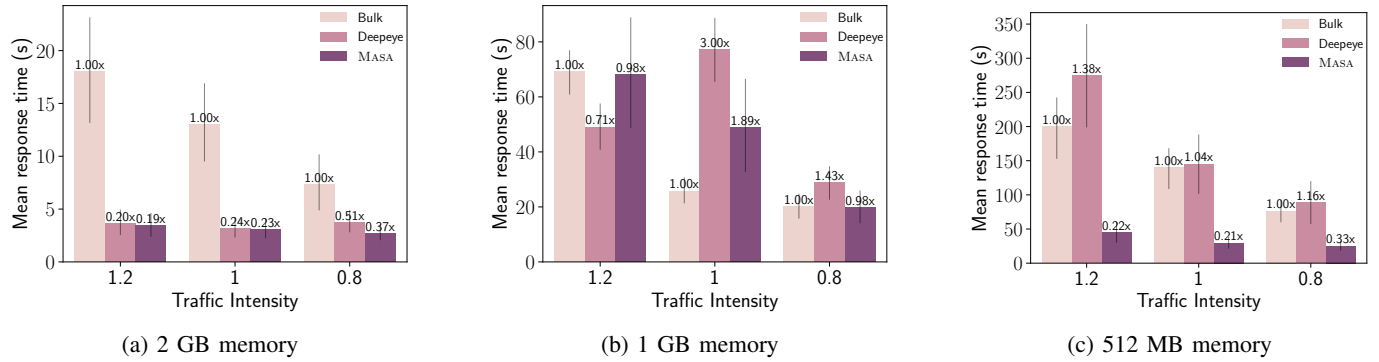 Mean response time (s)
20
15
10
5
0
Bulk
Deepeye
MASA
1.00x
0.20x
0.19x
1.00x
0.24x
0.23x
1.00x
0.51x
0.37x
1.2
1
0.8
Traffic Intensity
(a) 2 GB memory
Mean response time (s)
80
60
40
20
0
Bulk
Deepeye
MASA
1.00x
0.71x
0.98x
1.00x
3.00x
1.89x
1.00x
1.43x
0.98x
1.2
1
0.8
Traffic Intensity
(b) 1 GB memory
Mean response time (s)
350
300
250
200
150
100
50
0
Bulk
Deepeye
MASA
1.00x
1.38x
0.22x
1.00x
1.04x
0.21x
1.00x
1.16x
0.33x
1.2
1
0.8
Traffic Intensity
(c) 512 MB memory